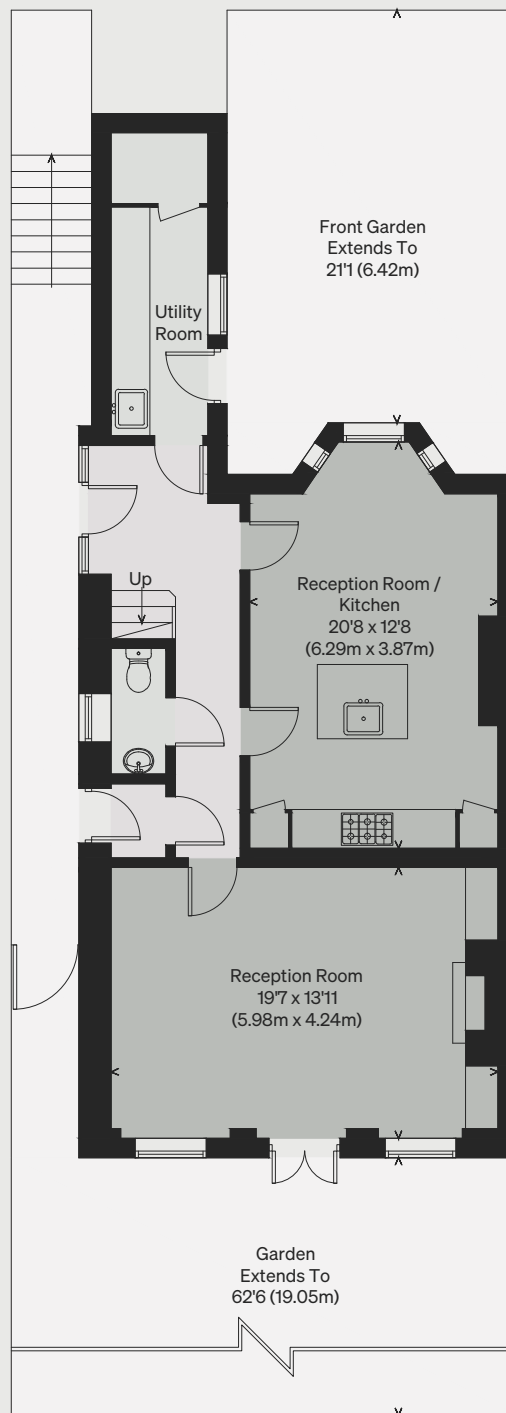 Front Garden
Extends To
21'1 (6.42m)
Utility
Room
Up
Reception Room /
Kitchen
20'8 x 12'8
(6.29m x 3.87m)
Reception Room
19'7 x 13'11
(5.98m x 4.24m)
Garden
Extends To
62'6 (19.05m)